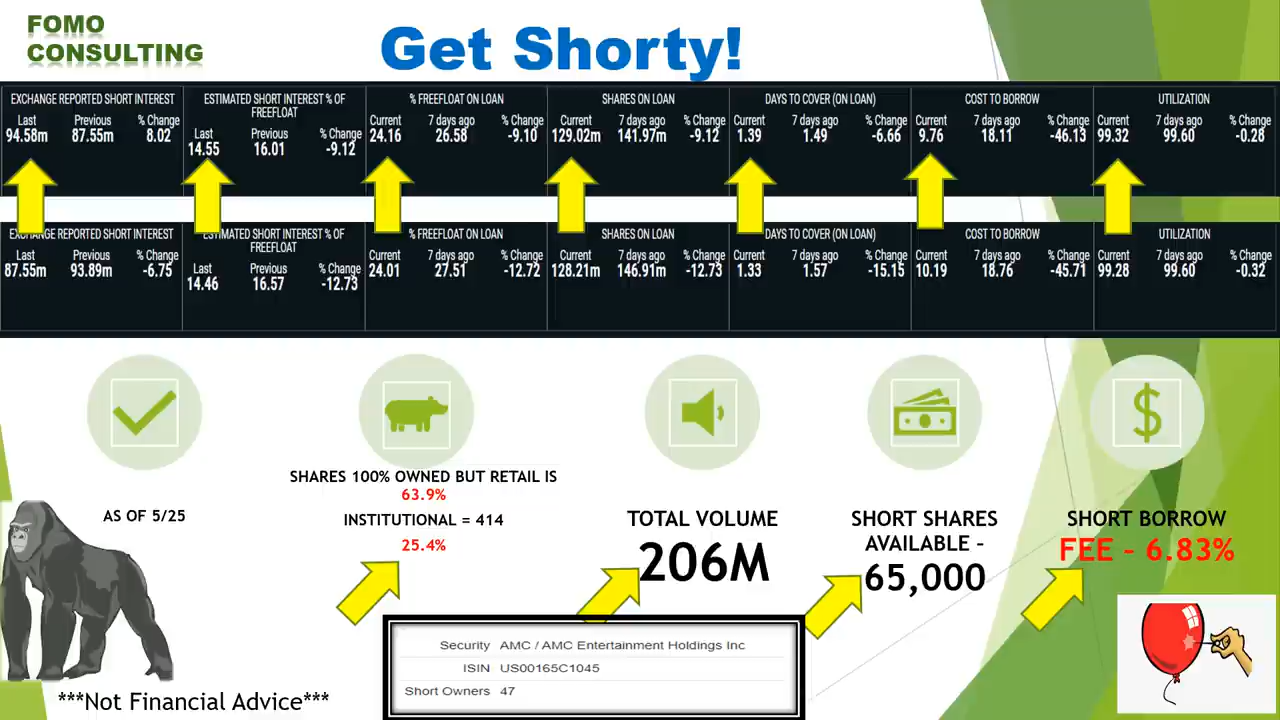 FOMO
CONSULTING
Get Shorty!
EXCHANGE REPORTED SHORT INTEREST
Last Previous % Change
94.58m 87.55m 8.02
ESTIMATED SHORT INTEREST % OF
FREEFLOAT
Last Previous % Change
14.55 16.01 -9.12
% FREEFLOAT ON LOAN
Current 7 days ago % Change
24.16 26.58 -9.10
SHARES ON LOAN
Current 7 days ago % Change
129.02m 141.97m -9.12
DAYS TO COVER (ON LOAN)
Current 7 days ago % Change
1.39 1.49 -6.66
COST TO BORROW
Current 7 days ago % Change
9.76 18.11 -46.13
UTILIZATION
Current 7 days ago % Change
99.32 99.60 -0.28
EXCHANGE REPORTED SHORT INTEREST
Last Previous % Change
87.55m 93.89m -6.75
ESTIMATED SHORT INTEREST % OF
FREEFLOAT
Last Previous % Change
14.46 16.57 -12.73
% FREEFLOAT ON LOAN
Current 7 days ago % Change
24.01 27.51 -12.72
SHARES ON LOAN
Current 7 days ago % Change
128.21m 146.91m -12.73
DAYS TO COVER (ON LOAN)
Current 7 days ago % Change
1.33 1.57 -15.15
COST TO BORROW
Current 7 days ago % Change
10.19 18.76 -45.71
UTILIZATION
Current 7 days ago % Change
99.28 99.60 -0.32
AS OF 5/25
SHARES 100% OWNED BUT RETAIL IS
63.9%
INSTITUTIONAL = 414
25.4%
TOTAL VOLUME
206M
SHORT SHARES
AVAILABLE –
65,000
SHORT BORROW
FEE – 6.83%
Security AMC / AMC Entertainment Holdings Inc
ISIN US00165C1045
Short Owners 47
***Not Financial Advice***